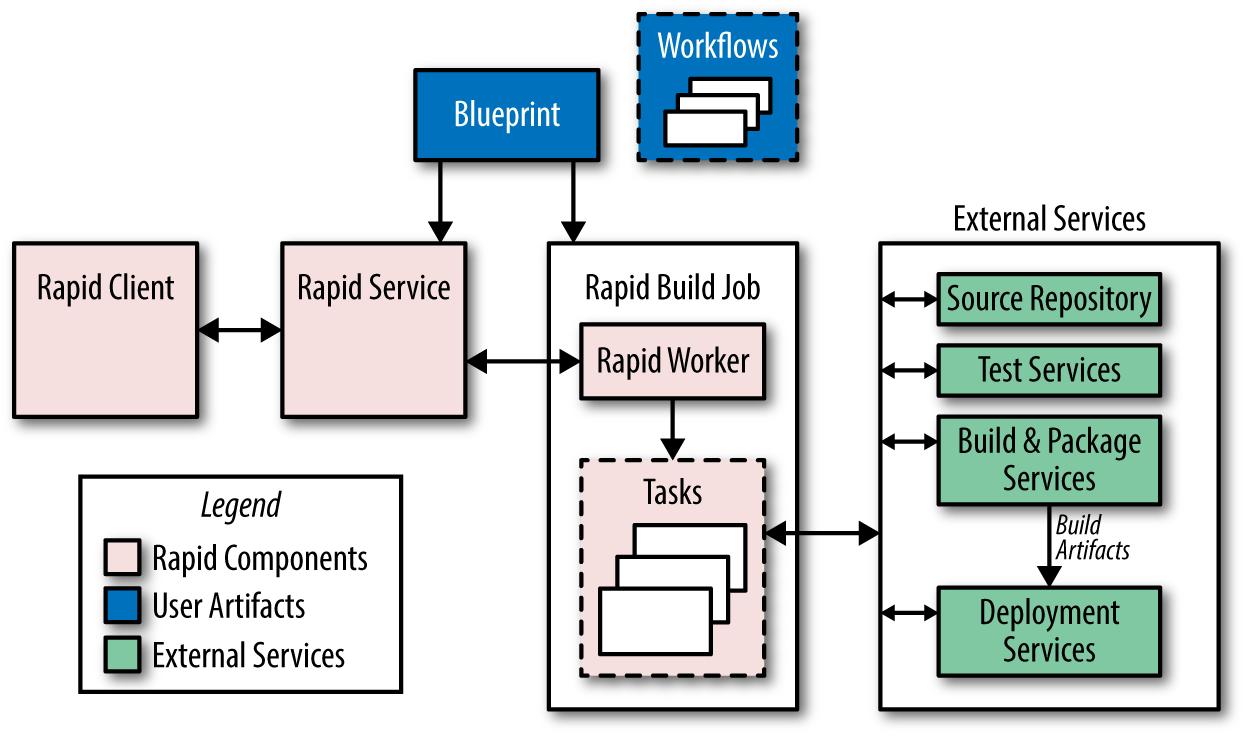 Workflows
Blueprint
External Services
Rapid Client
Rapid Service
Rapid Build Job
Rapid Worker
Tasks
Source Repository
Test Services
Build & Package
Services
Build
Artifacts
Deployment
Services
Legend
Rapid Components
User Artifacts
External Services